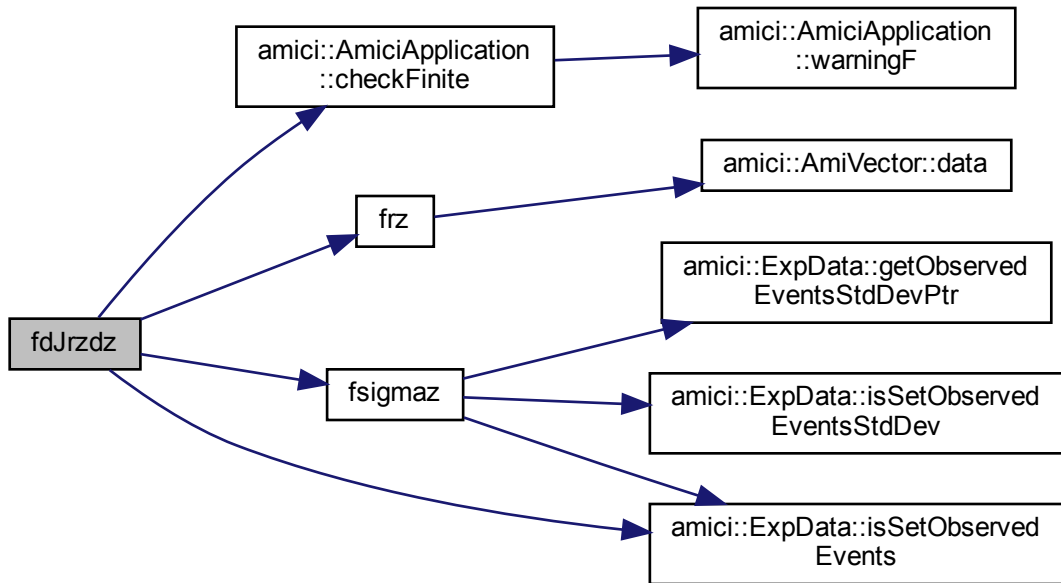 amici::AmiciApplication
::checkFinite
amici::AmiciApplication
::warningF
amici::AmiVector::data
frz
amici::ExpData::getObserved
EventsStdDevPtr
fdJrzdz
fsigmaz
amici::ExpData::isSetObserved
EventsStdDev
amici::ExpData::isSetObserved
Events